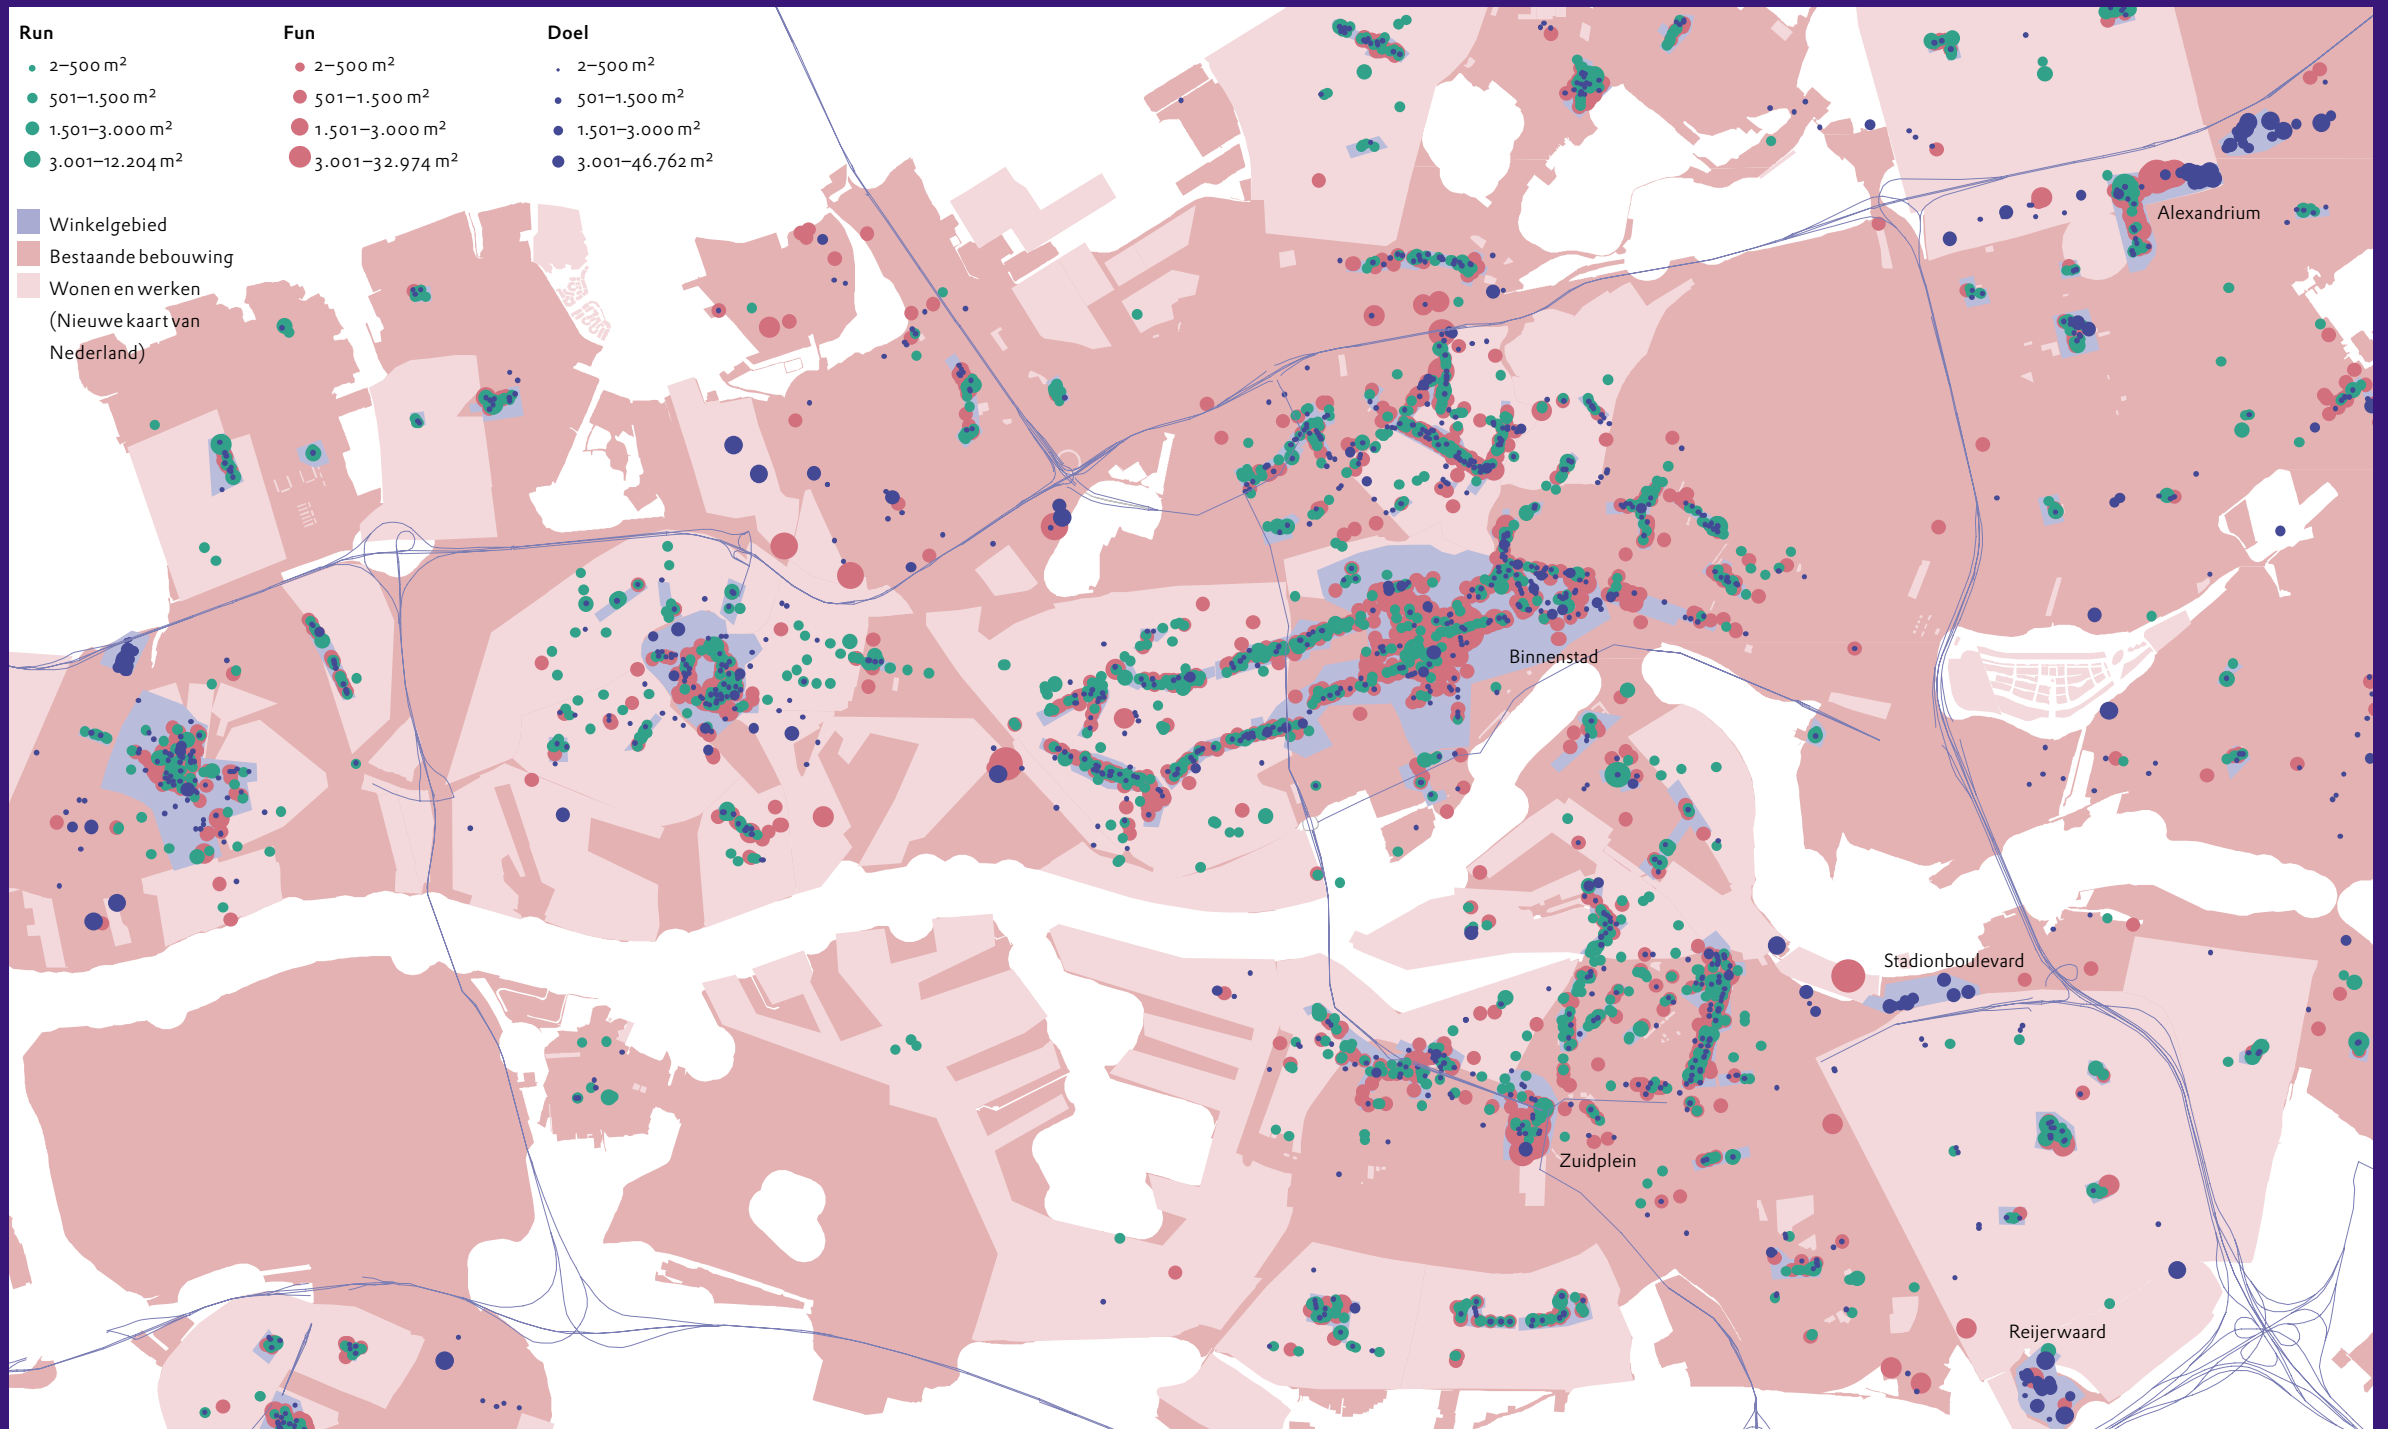 Run
2–500 m²
501–1.500 m²
1.501–3.000 m²
3.001–12.204 m²
Fun
2–500 m²
501–1.500 m²
1.501–3.000 m²
3.001–32.974 m²
Doel
2–500 m²
501–1.500 m²
1.501–3.000 m²
3.001–46.762 m²
Winkelgebied
Bestaande bebouwing
Wonen en werken
(Nieuwe kaart van
Nederland)
Alexandrium
Binnenstad
Stadionboulevard
Zuidplein
Reijerwaard